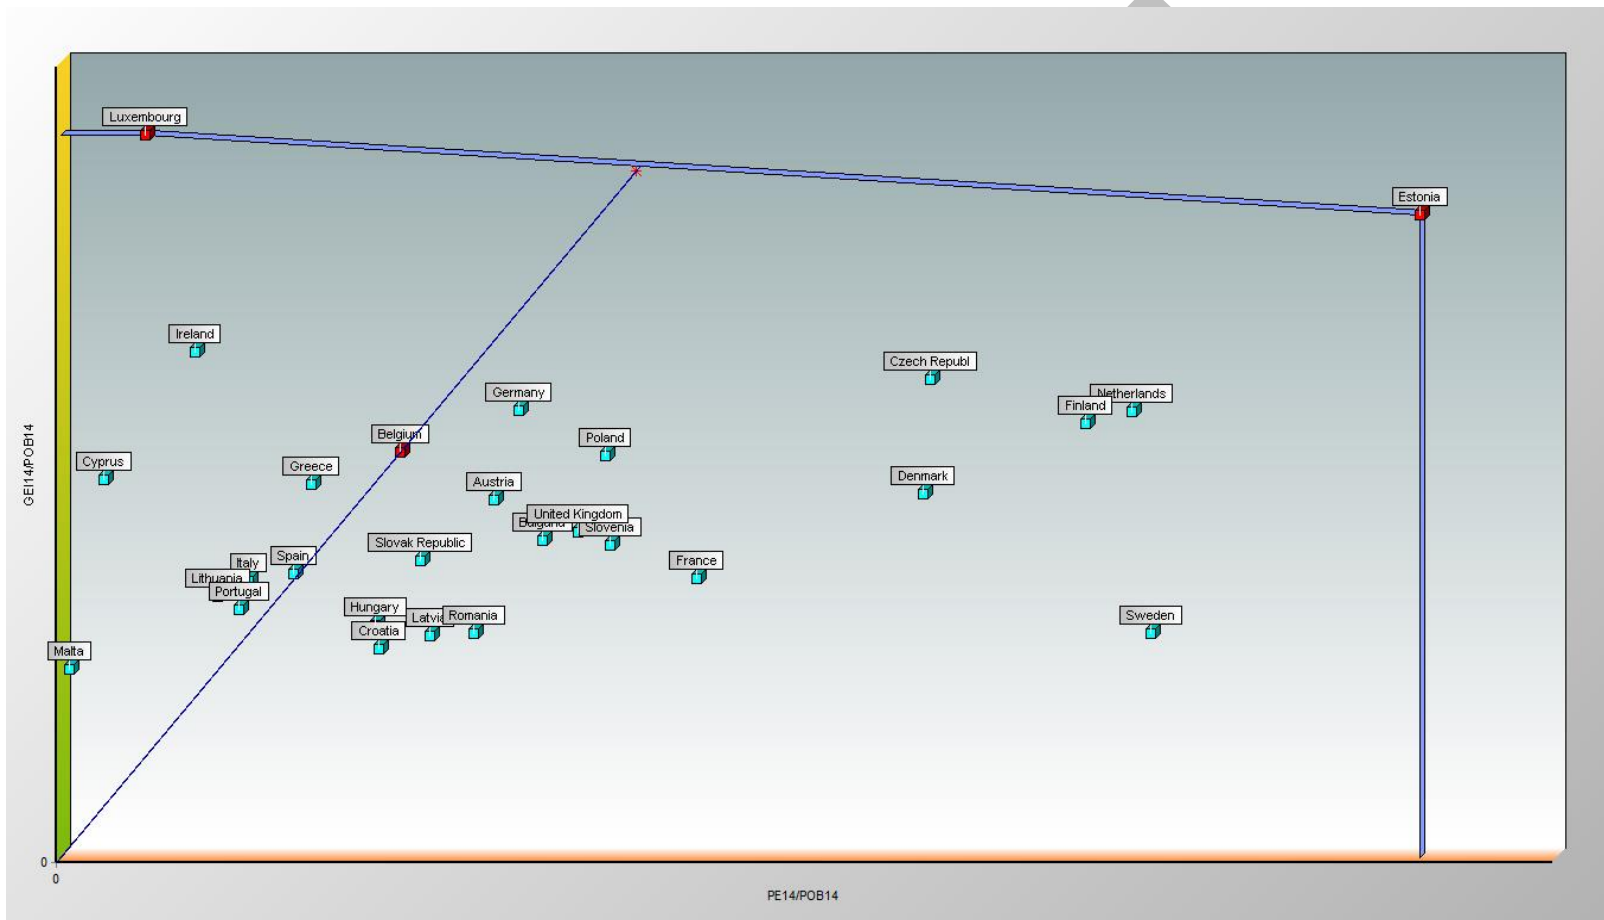 Luxembourg
Estonia
Ireland
Czech Republ
Germany
Netherlands
Finland
Belgium
Poland
Cyprus
Greece
Denmark
Austria
United Kingdom
Slovenia
Slovak Republic
Spain
France
Italy
Lithuania
Portugal
Hungary
Latvia
Romania
Sweden
Croatia
Malta
GEI14/POB14
0
0
PE14/POB14